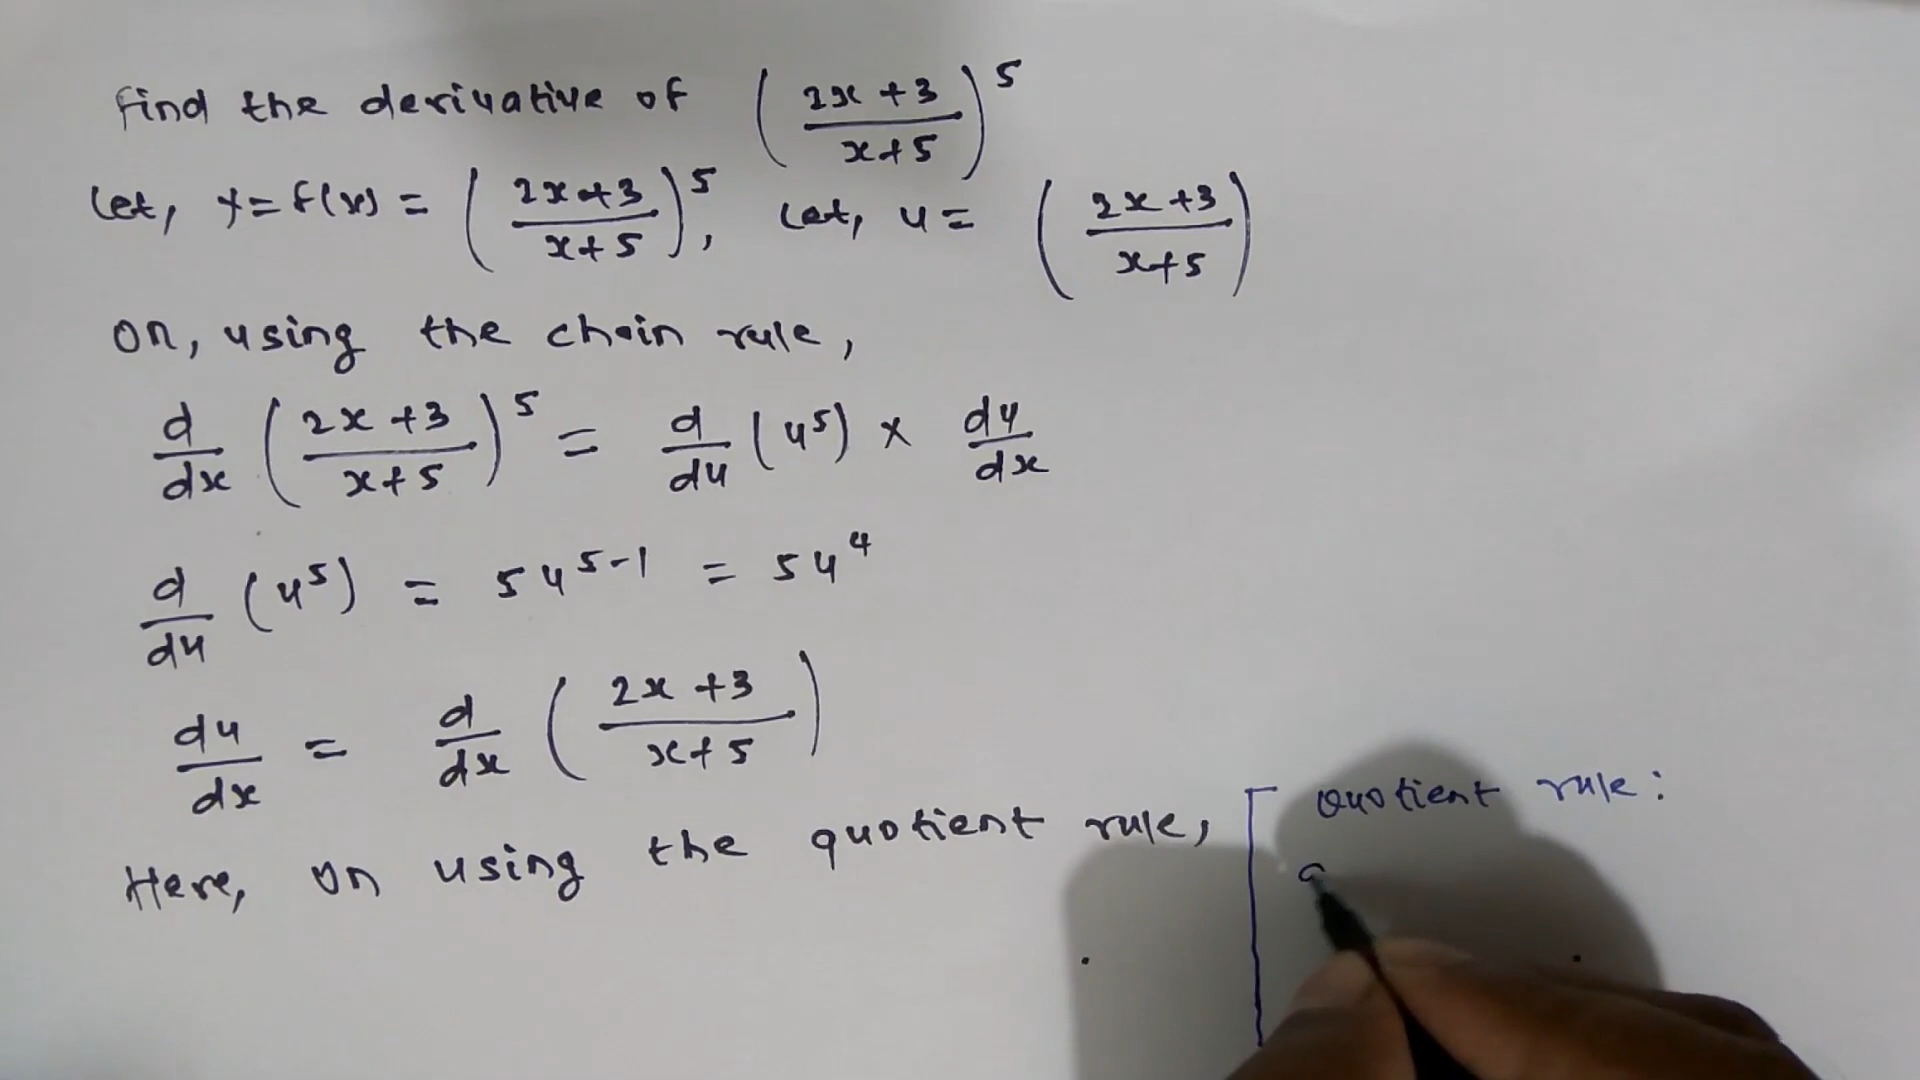 Find the derivative of (2x+3/x+5)^5
Let, y=f(x) = (2x+3/x+5)^5, Let, u = (2x+3/x+5)
On, using the chain rule,
d/dx (2x+3/x+5)^5 = d/du (u^5) × du/dx
d/du (u^5) = 5u^5-1 = 5u^4
du/dx = d/dx (2x+3/x+5)
Here, on using the quotient rule,
Quotient rule: